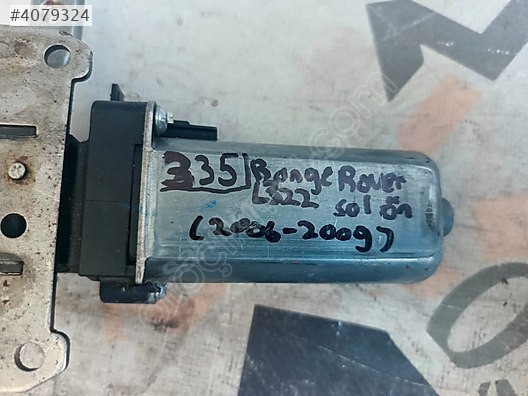 #4079324
335 Range Rover
L322 sol ön
(2006-2009)